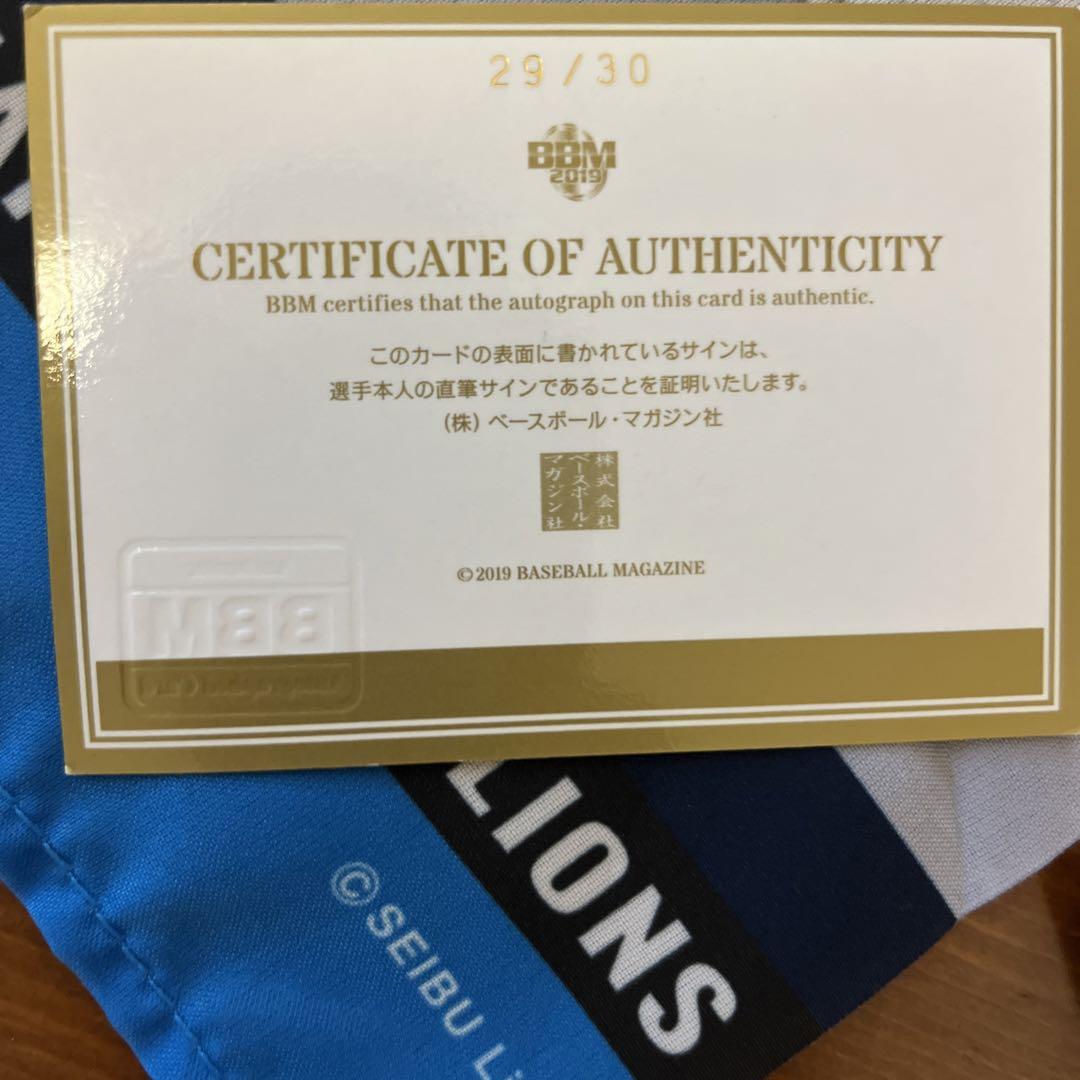 29/30
BBM
2019
CERTIFICATE OF AUTHENTICITY
BBM certifies that the autograph on this card is authentic.
このカードの表面に書かれているサインは、
選手本人の直筆サインであることを証明いたします。
(株) ベースボール・マガジン社
株式会社
ベースボール・
マガジン社
©2019 BASEBALL MAGAZINE
BBM
LIONS
©SEIBU Li